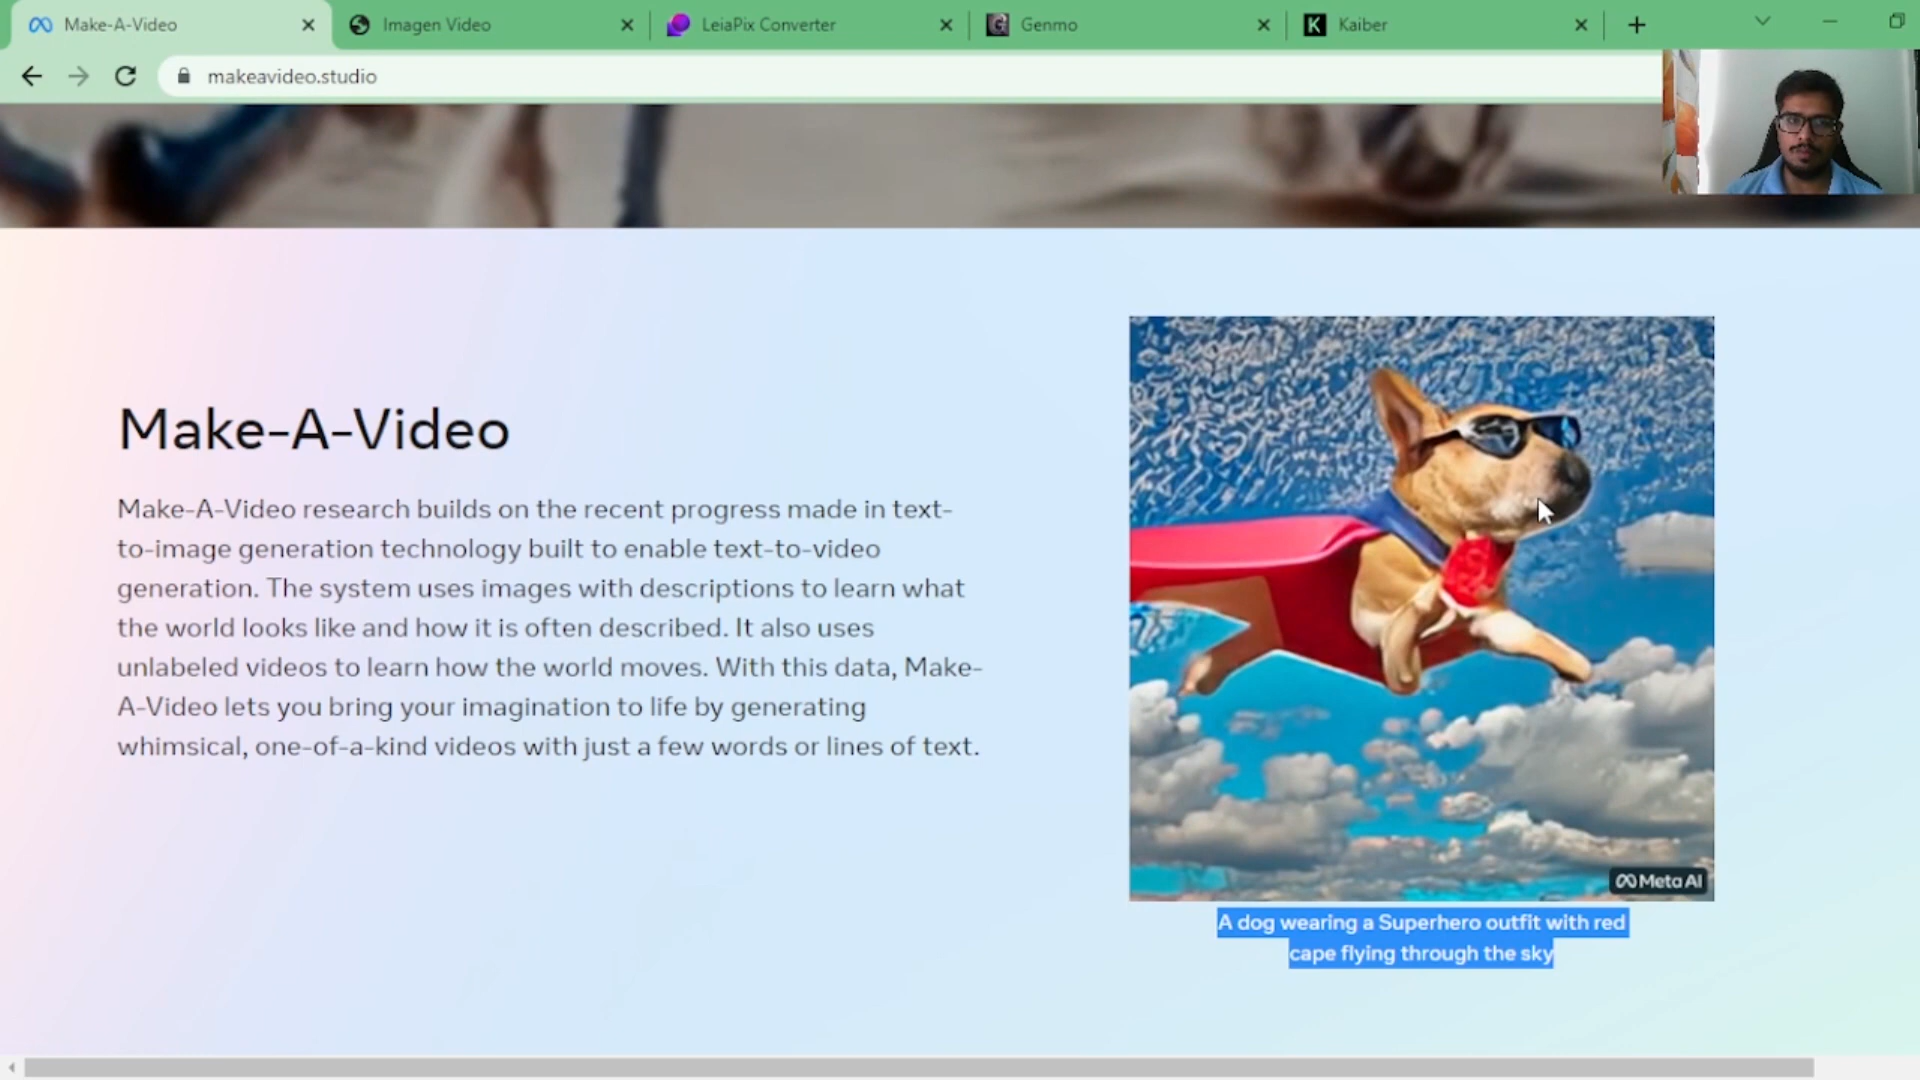 Make-A-Video
Imagen Video
LeiaPix Converter
Genmo
Kaiber
makeavideo.studio
Make-A-Video
Make-A-Video research builds on the recent progress made in text-
to-image generation technology built to enable text-to-video
generation. The system uses images with descriptions to learn what
the world looks like and how it is often described. It also uses
unlabeled videos to learn how the world moves. With this data, Make-
A-Video lets you bring your imagination to life by generating
whimsical, one-of-a-kind videos with just a few words or lines of text.
Meta AI
A dog wearing a Superhero outfit with red
cape flying through the sky